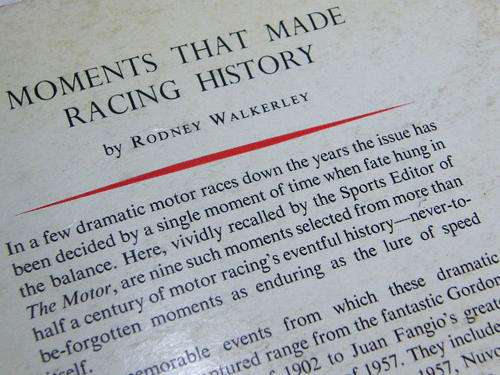 MOMENTS THAT MADE
RACING HISTORY
by RODNEY WALKERLEY
In a few dramatic motor races down the years the issue has
been decided by a single moment of time when fate hung in
the balance. Here, vividly recalled by the Sports Editor of
The Motor, are nine such moments selected from more than
half a century of motor racing's eventful history—never-to-
be-forgotten moments as enduring as the lure of speed
itself.
events from which these dramatic
range from the fantastic Gordon
of 1902 to Juan Fangio's great
of 1957. They include
1957,